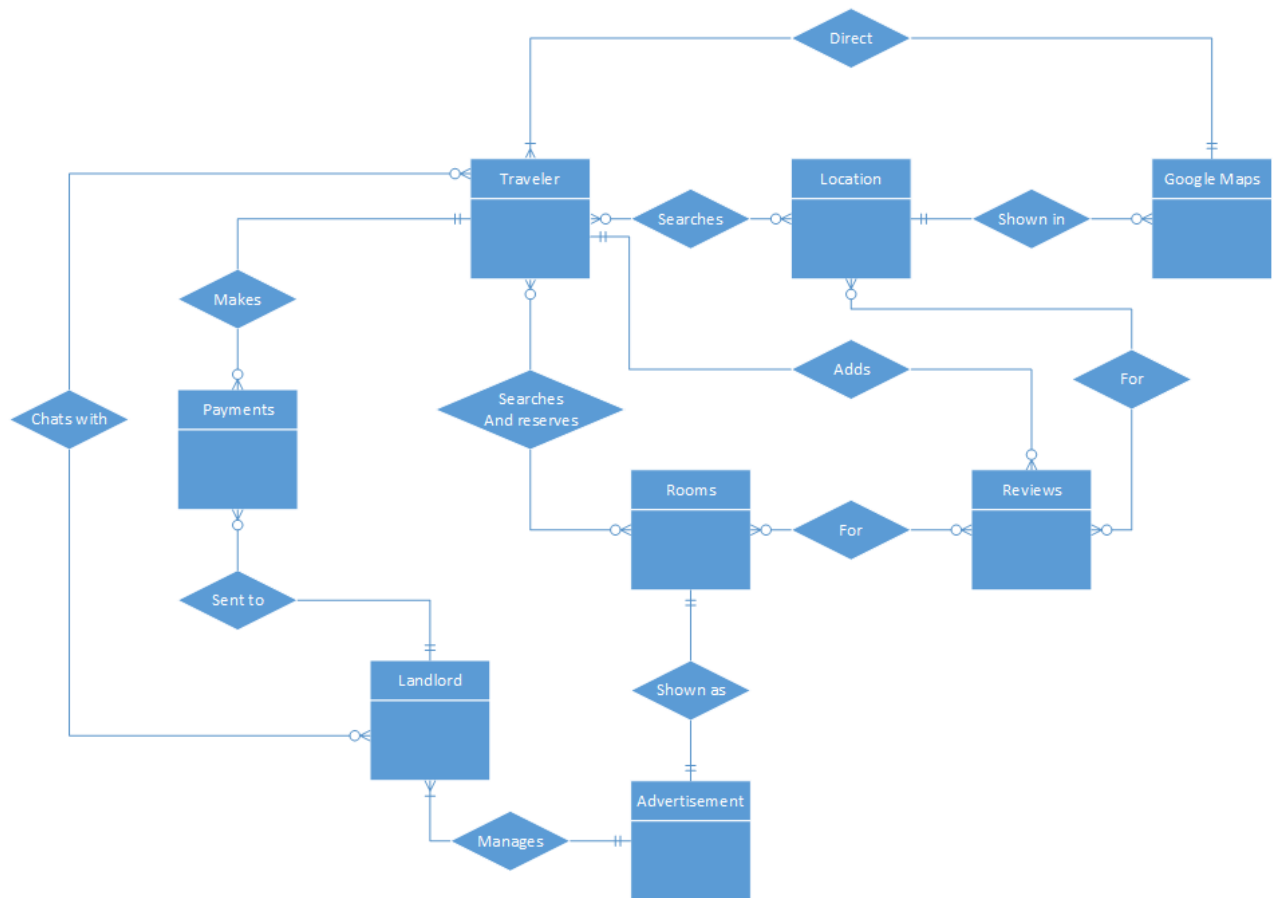 Direct
Traveler
Location
Google Maps
Searches
Shown in
Makes
Adds
For
Chats with
Payments
Searches
And reserves
Rooms
For
Reviews
Sent to
Landlord
Shown as
Advertisement
Manages